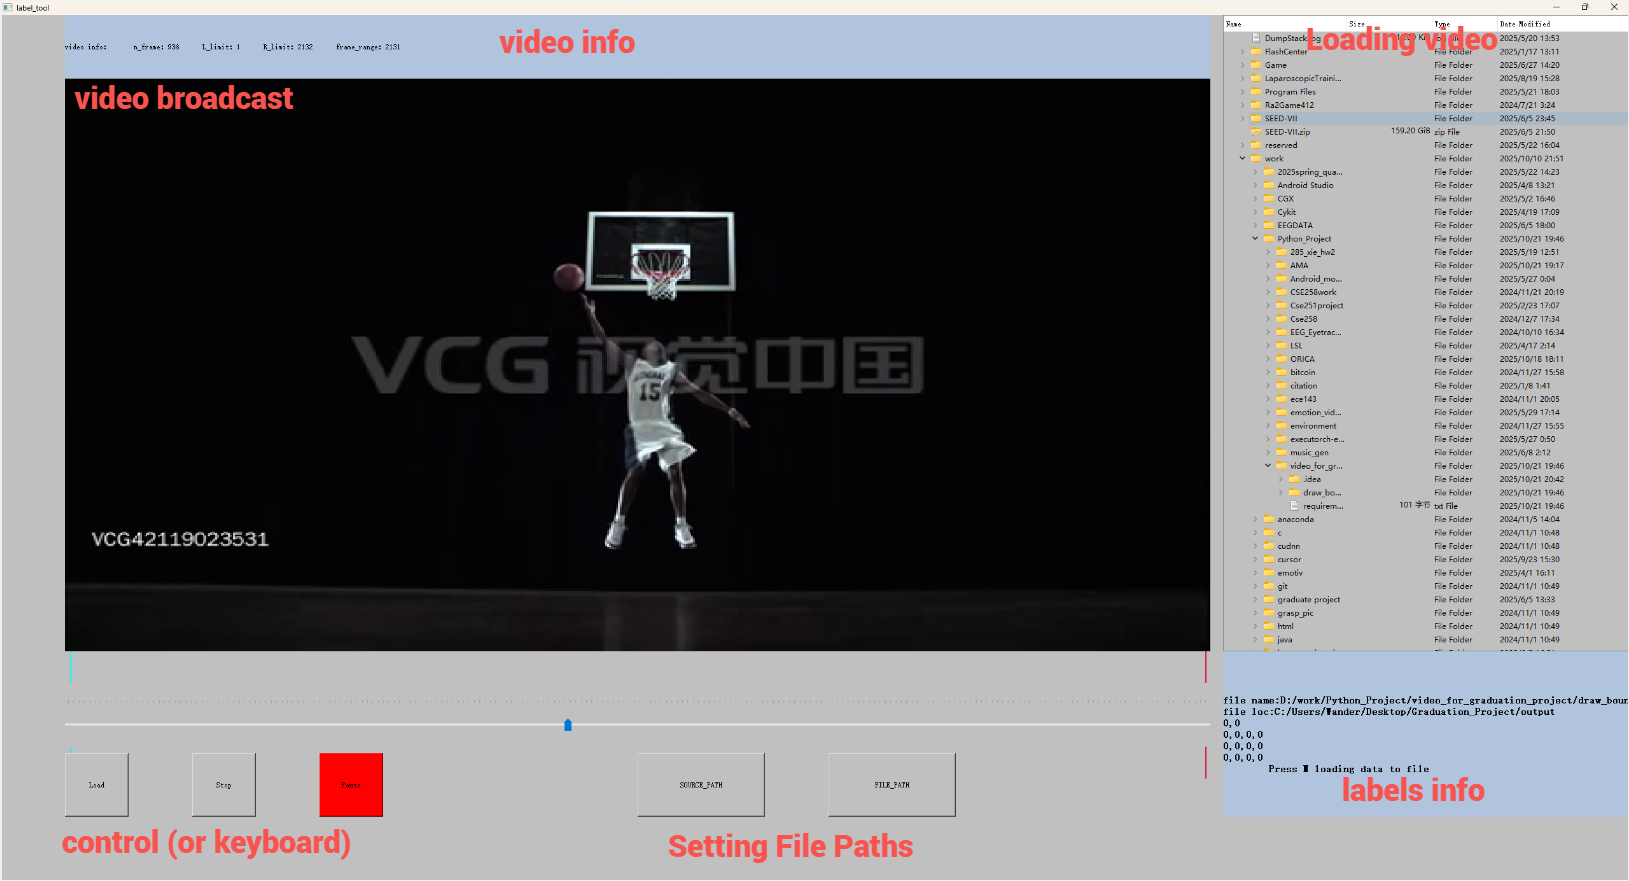 label_tool
video info: n_frame: 936 L_limit: 1 R_limit: 2132 frame_range: 2131
video info
video broadcast
VCG 视觉中国
15
VCG42119023531
Load
Stop
Pause
SOURCE_PATH
FILE_PATH
control (or keyboard)
Setting File Paths
Name Size Type Date Modified
Loading video
DumpStack.log File 2025/5/20 13:53
FlashCenter File Folder 2025/1/17 13:11
Game File Folder 2025/6/27 14:20
LaparoscopicTraini... File Folder 2025/8/19 15:28
Program Files File Folder 2025/5/21 18:03
Ra2Game412 File Folder 2024/7/21 3:24
SEED-VII File Folder 2025/6/5 23:45
SEED-VII.zip 159.20 GiB zip File 2025/6/5 21:50
reserved File Folder 2025/5/22 16:04
work File Folder 2025/10/10 21:51
2025spring_qua... File Folder 2025/5/22 14:23
Android Studio File Folder 2025/4/8 13:21
CGX File Folder 2025/5/2 16:46
Cykit File Folder 2025/4/19 17:09
EEGDATA File Folder 2025/6/5 18:00
Python_Project File Folder 2025/10/21 19:46
285_xie_hw2 File Folder 2025/5/19 12:51
AMA File Folder 2025/10/21 19:17
Android_mo... File Folder 2025/5/27 0:04
CSE258work File Folder 2024/11/21 20:19
Cse251project File Folder 2025/2/23 17:07
Cse258 File Folder 2024/12/7 17:34
EEG_Eyetrac... File Folder 2024/10/10 16:34
LSL File Folder 2025/4/17 2:14
ORICA File Folder 2025/10/18 18:11
bitcoin File Folder 2024/11/27 15:58
citation File Folder 2025/1/8 1:41
ece143 File Folder 2024/11/1 20:05
emotion_vid... File Folder 2025/5/29 17:14
environment File Folder 2024/11/27 15:55
executorch-e... File Folder 2025/5/27 0:50
music_gen File Folder 2025/6/8 2:12
video_for_gr... File Folder 2025/10/21 19:46
.idea File Folder 2025/10/21 20:42
draw_bo... File Folder 2025/10/21 19:46
requirem... 101 字节 txt File 2025/10/21 19:46
anaconda File Folder 2024/11/5 14:04
c File Folder 2024/11/1 10:48
cudnn File Folder 2024/11/1 10:48
cursor File Folder 2025/9/23 15:30
emotiv File Folder 2025/4/1 16:11
git File Folder 2024/11/1 10:49
graduate project File Folder 2025/6/5 13:33
grasp_pic File Folder 2024/11/1 10:49
html File Folder 2024/11/1 10:49
java File Folder 2024/11/1 10:49
file name:D:/work/Python_Project/video_for_graduation_project/draw_boun
file loc:C:/Users/Wander/Desktop/Graduation_Project/output
0,0
0,0,0,0
0,0,0,0
0,0,0,0
Press M loading data to file
labels info